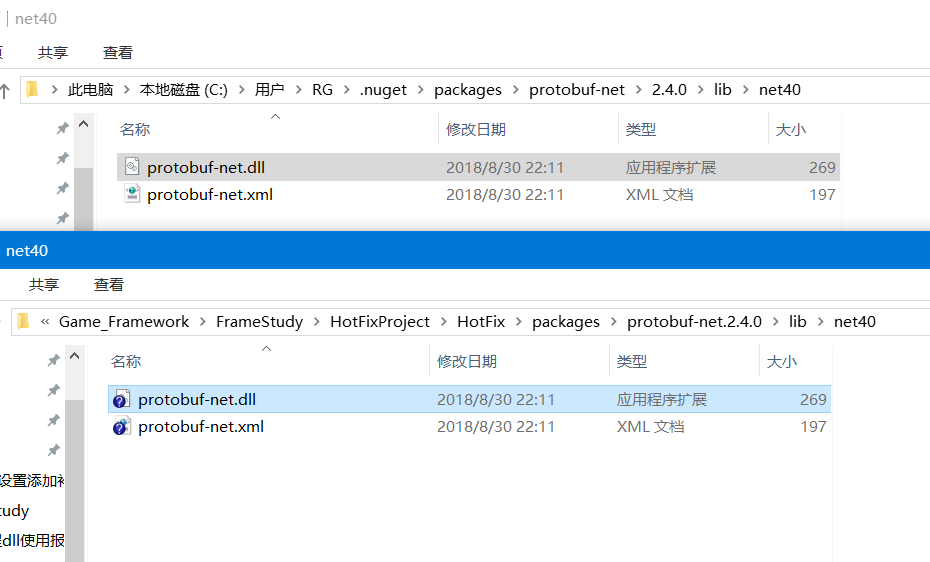 net40
共享 查看
此电脑 本地磁盘 (C:) 用户 RG .nuget packages protobuf-net 2.4.0 lib net40
名称 修改日期 类型 大小
protobuf-net.dll 2018/8/30 22:11 应用程序扩展 269
protobuf-net.xml 2018/8/30 22:11 XML 文档 197
net40
共享 查看
« Game_Framework FrameStudy HotFixProject HotFix packages protobuf-net.2.4.0 lib net40
名称 修改日期 类型 大小
protobuf-net.dll 2018/8/30 22:11 应用程序扩展 269
protobuf-net.xml 2018/8/30 22:11 XML 文档 197
设置添加
tudy
dll使用报